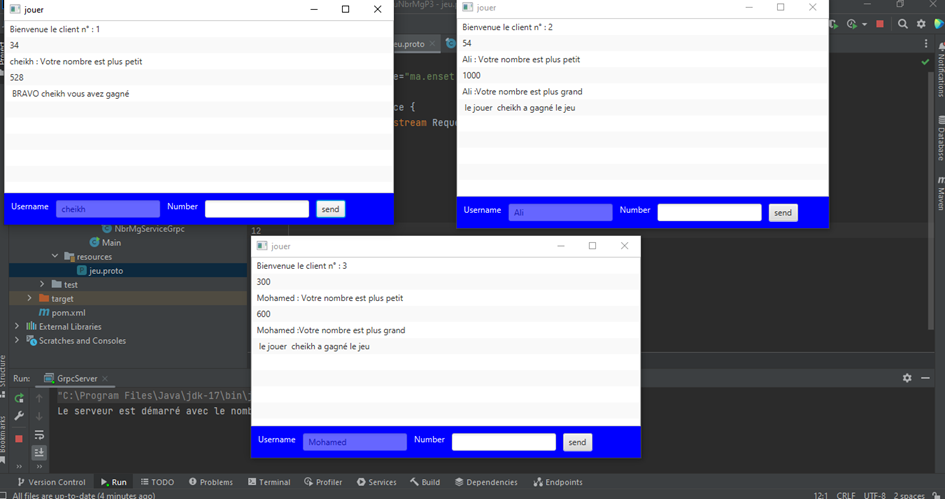 jouer
Bienvenue le client n° : 1
34
cheikh : Votre nombre est plus petit
528
BRAVO cheikh vous avez gagné
Username cheikh Number send
jouer
Bienvenue le client n° : 2
54
Ali : Votre nombre est plus petit
1000
Ali :Votre nombre est plus grand
le jouer cheikh a gagné le jeu
Username Ali Number send
jouer
Bienvenue le client n° : 3
300
Mohamed : Votre nombre est plus petit
600
Mohamed :Votre nombre est plus grand
le jouer cheikh a gagné le jeu
Username Mohamed Number send
uNbrMgP3 - jeu.p
eu.proto
e="ma.enset
ce {
stream Reque
12
Notifications
Database
Maven
NbrMgServiceGrpc
Main
resources
jeu.proto
test
target
pom.xml
External Libraries
Scratches and Consoles
Structure
Bookmarks
Run: GrpcServer
"C:\Program Files\Java\jdk-17\bin\j
Le serveur est démarré avec le nomb
Version Control Run TODO Problems Terminal Profiler Services Build Dependencies Endpoints
All files are up-to-date (4 minutes ago) 12:1 CRLF UTF-8 2 spaces